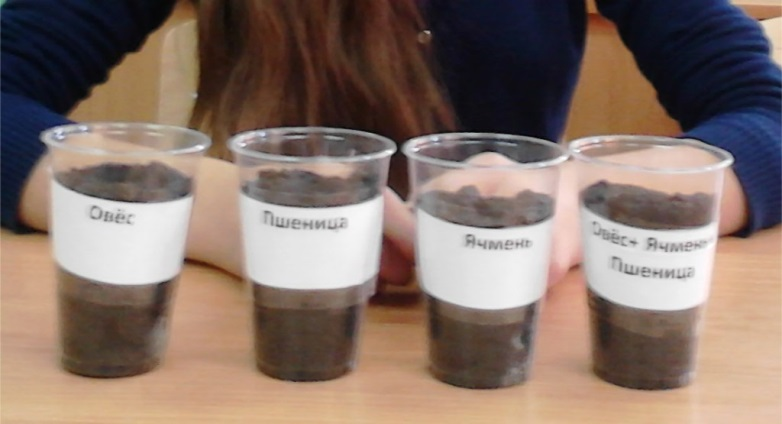 Овёс
Пшеница
Ячмень
Овёс+ Ячмень+
Пшеница